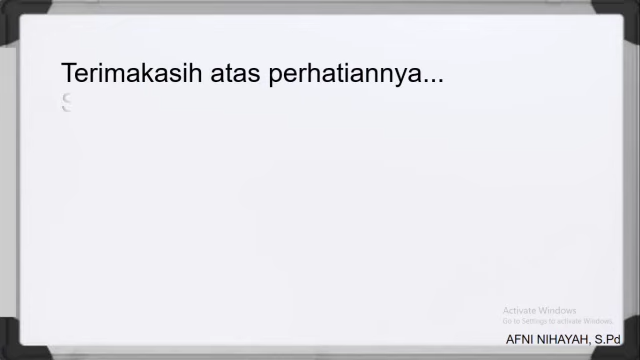 Terimakasih atas perhatiannya...
S
Activate Windows
Go to Settings to activate Windows.
AFNI NIHAYAH, S.Pd